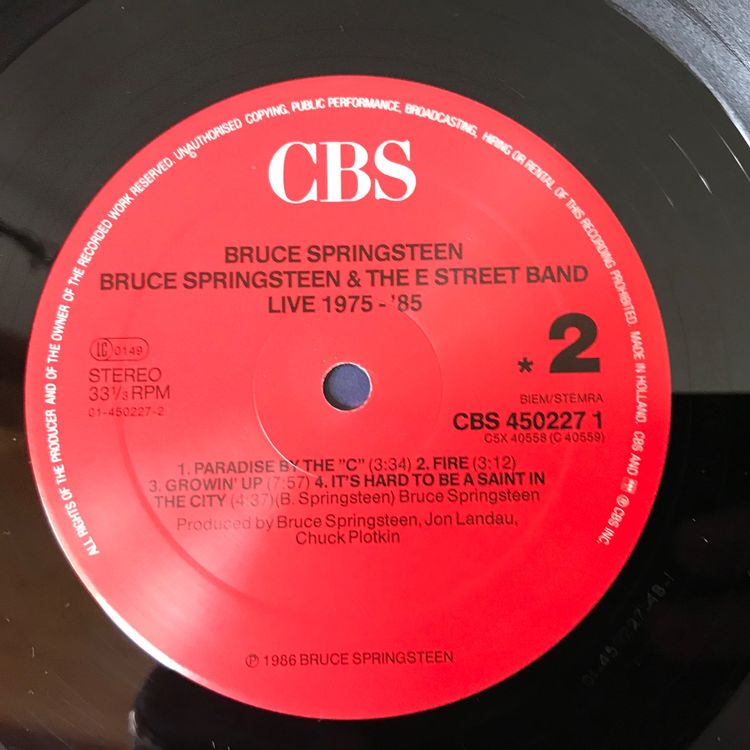 ALL RIGHTS OF THE PRODUCER AND OF THE OWNER OF THE RECORDED WORK RESERVED. UNAUTHORISED COPYING, PUBLIC PERFORMANCE, BROADCASTING, HIRING OR RENTAL OF THIS RECORDING PROHIBITED. MADE IN HOLLAND. CBS AND ® CBS INC.
CBS
BRUCE SPRINGSTEEN
BRUCE SPRINGSTEEN & THE E STREET BAND
LIVE 1975 - '85
LC 0149
* 2
STEREO
33 1/3 RPM
01-450227-2
BIEM/STEMRA
CBS 450227 1
C5X 40558 (C 40559)
1. PARADISE BY THE "C" (3:34) 2. FIRE (3:12)
3. GROWIN' UP (7:57) 4. IT'S HARD TO BE A SAINT IN
THE CITY (4:37)(B. Springsteen) Bruce Springsteen
Produced by Bruce Springsteen, Jon Landau,
Chuck Plotkin
℗ 1986 BRUCE SPRINGSTEEN